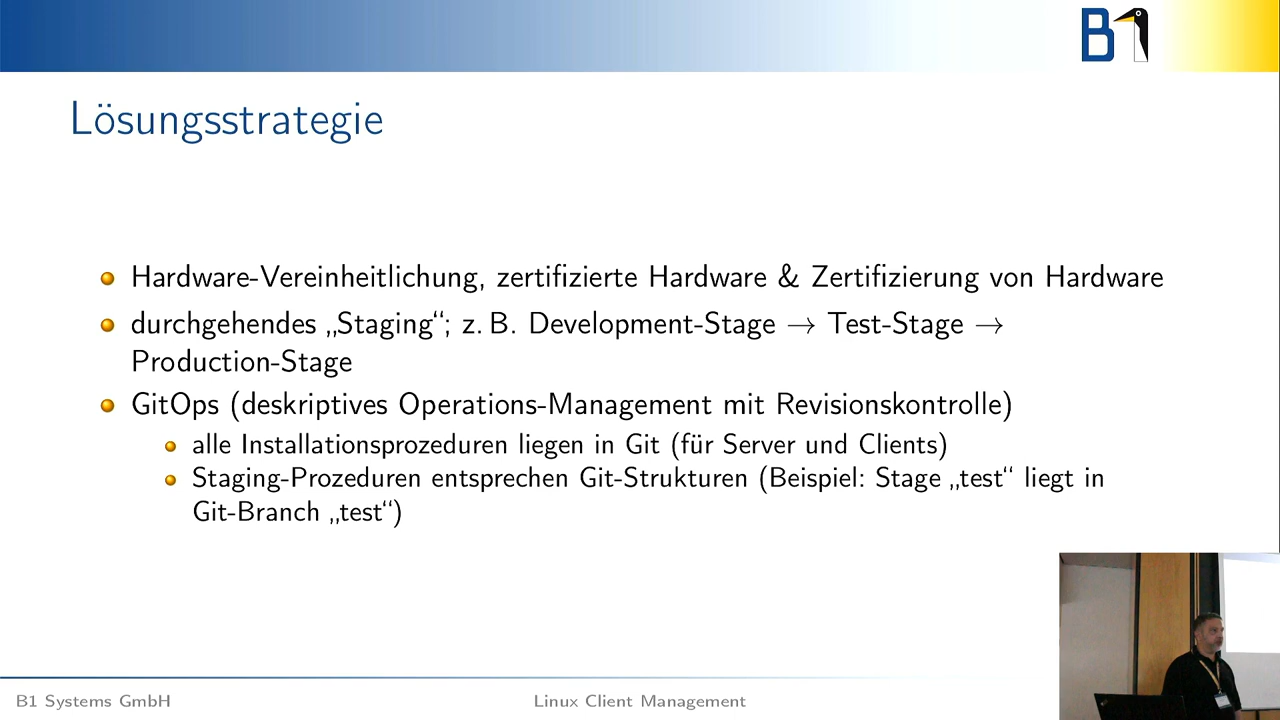 B1
Lösungsstrategie
Hardware-Vereinheitlichung, zertifizierte Hardware & Zertifizierung von Hardware
durchgehendes „Staging“; z. B. Development-Stage → Test-Stage →
Production-Stage
GitOps (deskriptives Operations-Management mit Revisionskontrolle)
alle Installationsprozeduren liegen in Git (für Server und Clients)
Staging-Prozeduren entsprechen Git-Strukturen (Beispiel: Stage „test“ liegt in
Git-Branch „test“)
B1 Systems GmbH
Linux Client Management